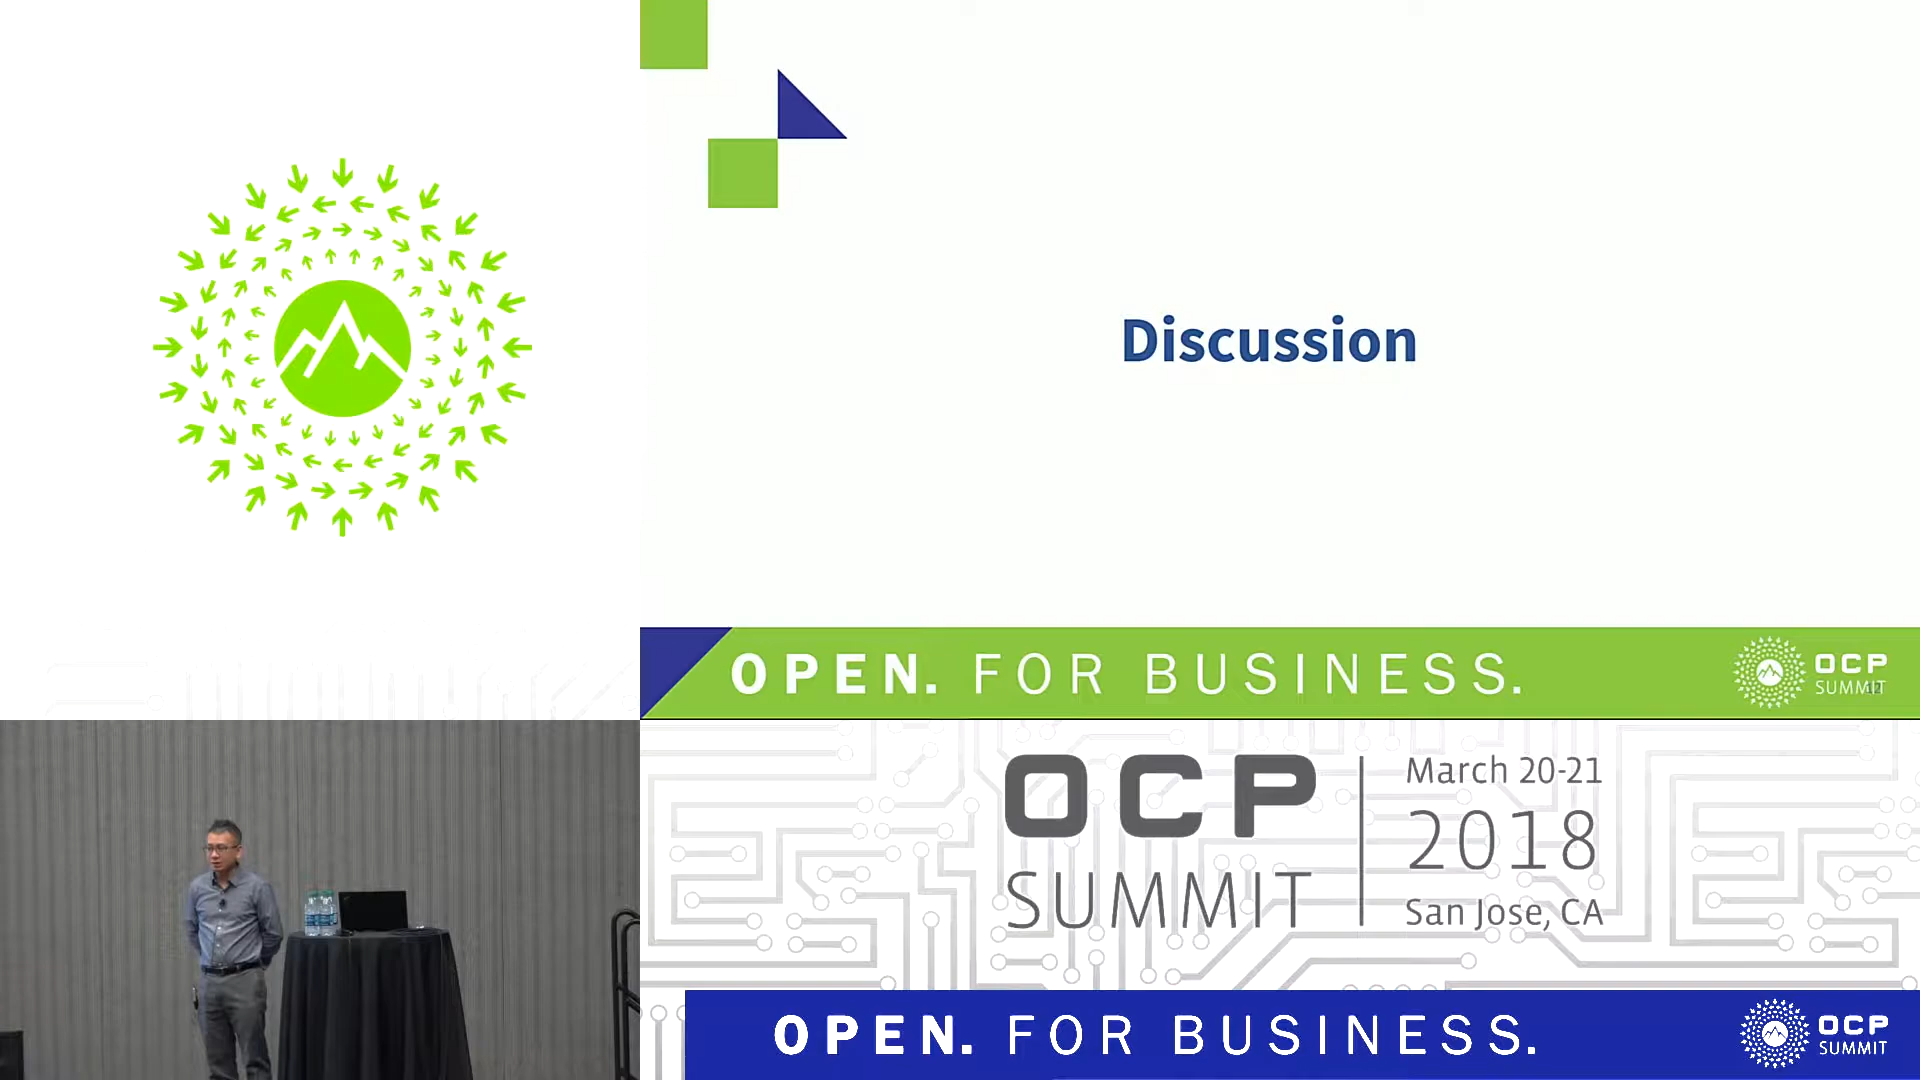 Discussion
OPEN. FOR BUSINESS.
OCP
SUMMIT
OCP
SUMMIT
March 20-21
2018
San Jose, CA
OPEN. FOR BUSINESS.
OCP
SUMMIT